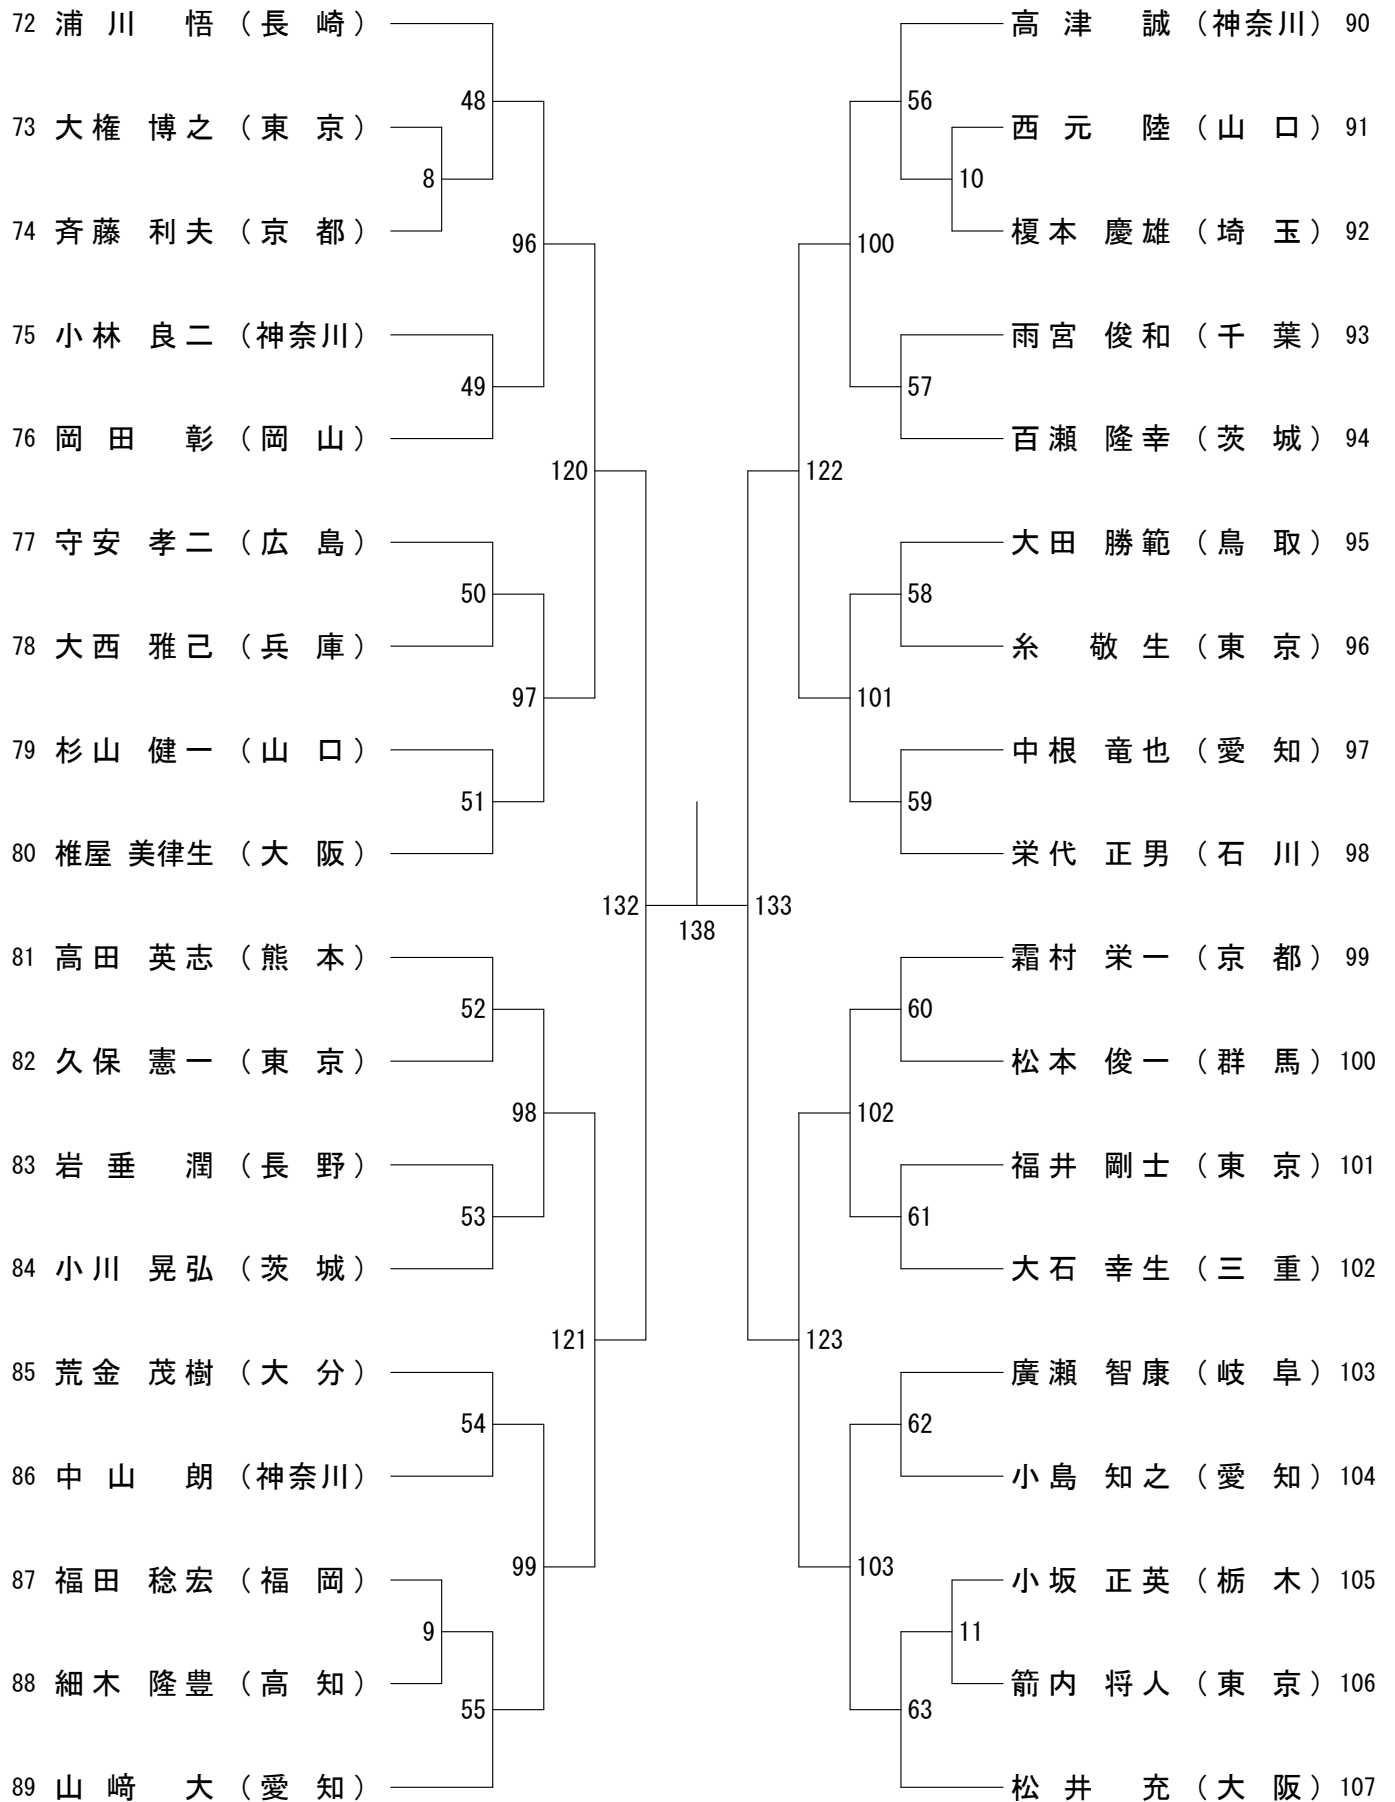 72 浦川 悟 (長崎)
48
73 大権 博之 (東京)
8
74 斉藤 利夫 (京都)
96
75 小林 良二 (神奈川)
49
76 岡田 彰 (岡山)
120
77 守安 孝二 (広島)
50
78 大西 雅己 (兵庫)
97
79 杉山 健一 (山口)
51
80 椎屋 美律生 (大阪)
132
81 高田 英志 (熊本)
52
82 久保 憲一 (東京)
98
83 岩垂 潤 (長野)
53
84 小川 晃弘 (茨城)
121
85 荒金 茂樹 (大分)
54
86 中山 朗 (神奈川)
99
87 福田 稔宏 (福岡)
9
88 細木 隆豊 (高知)
55
89 山﨑 大 (愛知)
138
高津 誠 (神奈川) 90
56
西元 陸 (山口) 91
10
榎本 慶雄 (埼玉) 92
100
雨宮 俊和 (千葉) 93
57
百瀬 隆幸 (茨城) 94
122
大田 勝範 (鳥取) 95
58
糸 敬生 (東京) 96
101
中根 竜也 (愛知) 97
59
栄代 正男 (石川) 98
133
霜村 栄一 (京都) 99
60
松本 俊一 (群馬) 100
102
福井 剛士 (東京) 101
61
大石 幸生 (三重) 102
123
廣瀬 智康 (岐阜) 103
62
小島 知之 (愛知) 104
103
小坂 正英 (栃木) 105
11
箭内 将人 (東京) 106
63
松井 充 (大阪) 107